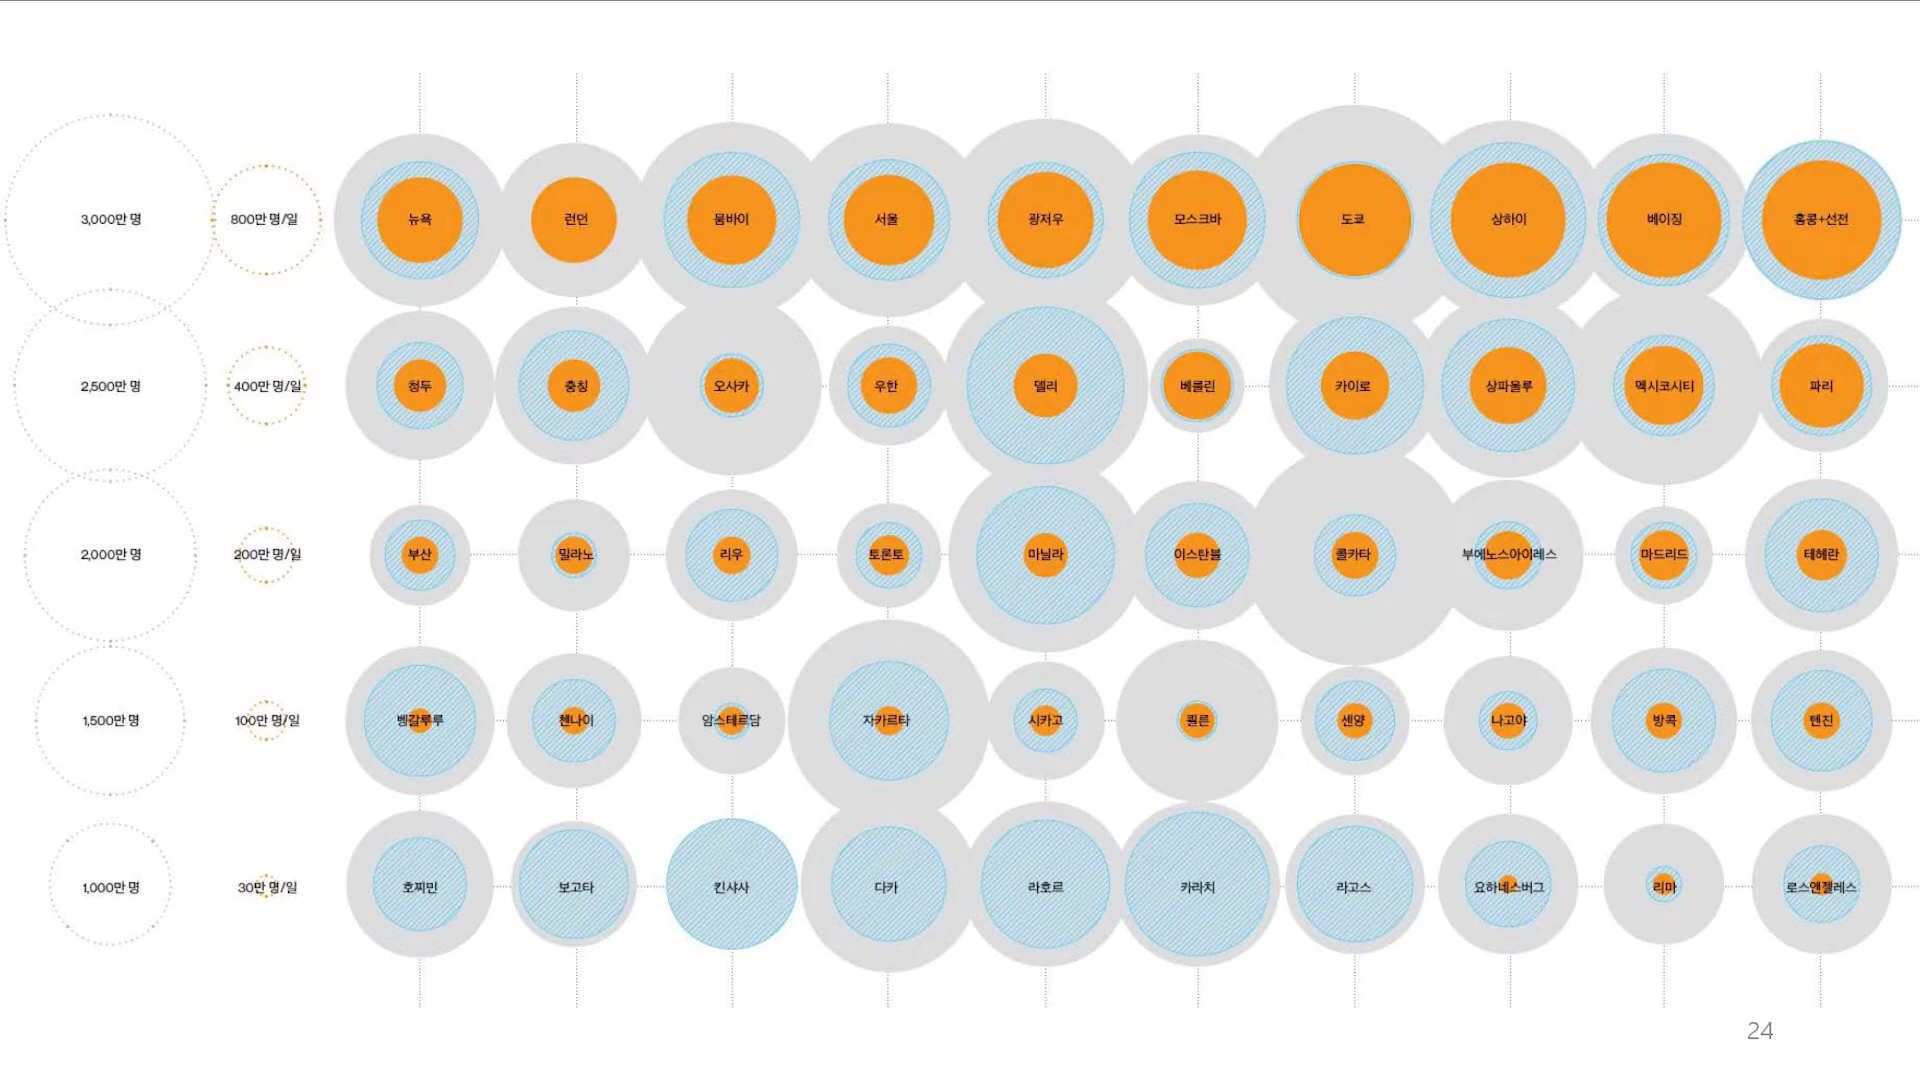 3,000만 명
800만 명/일
뉴욕
런던
뭄바이
서울
광저우
모스크바
도쿄
상하이
베이징
홍콩+선전
2,500만 명
400만 명/일
청두
충칭
오사카
우한
델리
베를린
카이로
상파울루
멕시코시티
파리
2,000만 명
200만 명/일
부산
밀라노
리우
토론토
마닐라
이스탄불
콜카타
부에노스아이레스
마드리드
테헤란
1,500만 명
100만 명/일
벵갈루루
첸나이
암스테르담
자카르타
시카고
쾰른
센양
나고야
방콕
톈진
1,000만 명
30만 명/일
호찌민
보고타
킨샤사
다카
라호르
카라치
라고스
요하네스버그
리마
로스앤젤레스
24